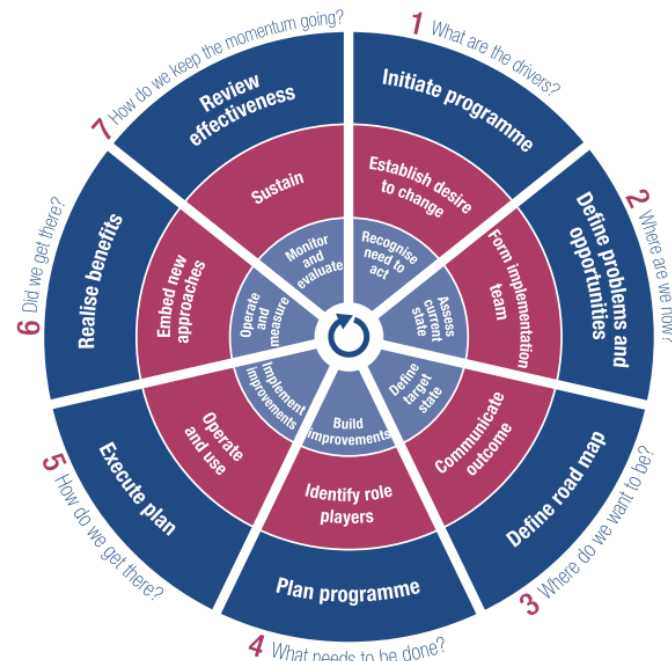 1 What are the drivers?
Initiate programme
Establish desire
to change
Recognise
need to
act
2 Where are we now?
Define problems and
opportunities
Form implementation
team
Assess
current
state
3 Where do we want to be?
Define road map
Communicate
outcome
Define
target
state
4 What needs to be done?
Plan programme
Identify role
players
Build
improvements
5 How do we get there?
Execute plan
Operate
and use
Implement
improvements
6 Did we get there?
Realise benefits
Embed new
approaches
Operate
and
measure
7 How do we keep the momentum going?
Review
effectiveness
Sustain
Monitor
and
evaluate